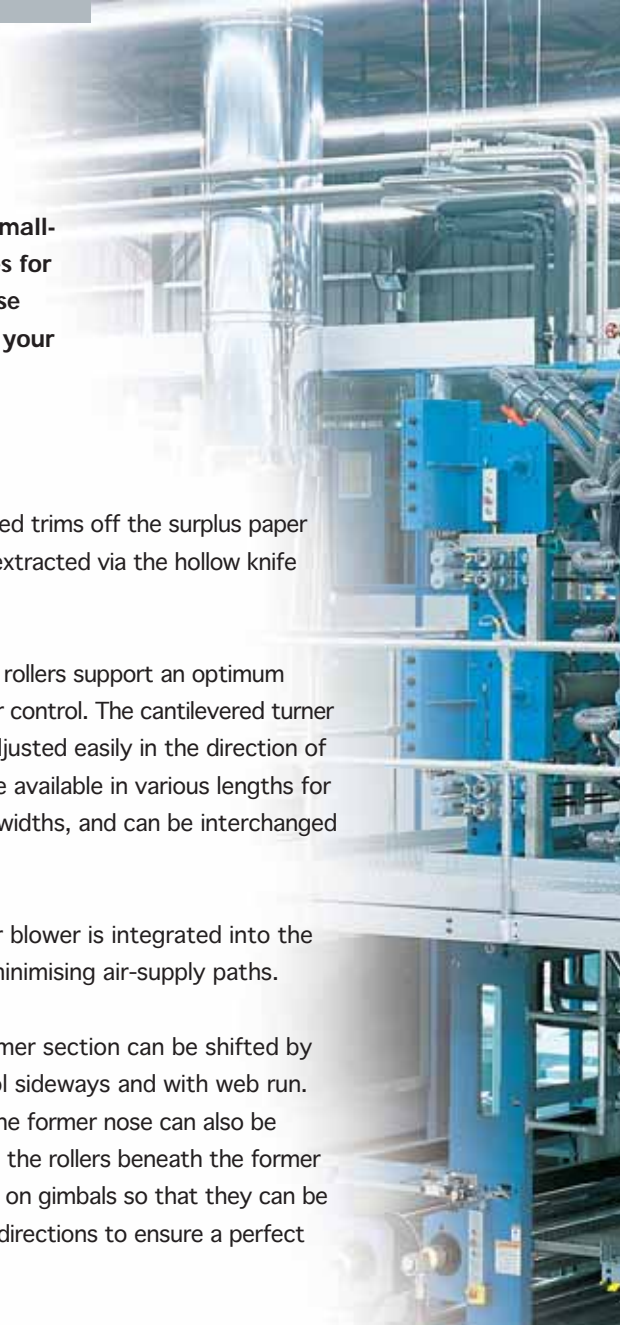 mall-
s for
se
your
ed trims off the surplus paper
extracted via the hollow knife
rollers support an optimum
r control. The cantilevered turner
djusted easily in the direction of
e available in various lengths for
widths, and can be interchanged
r blower is integrated into the
minimising air-supply paths.
mer section can be shifted by
ol sideways and with web run.
he former nose can also be
the rollers beneath the former
on gimbals so that they can be
directions to ensure a perfect